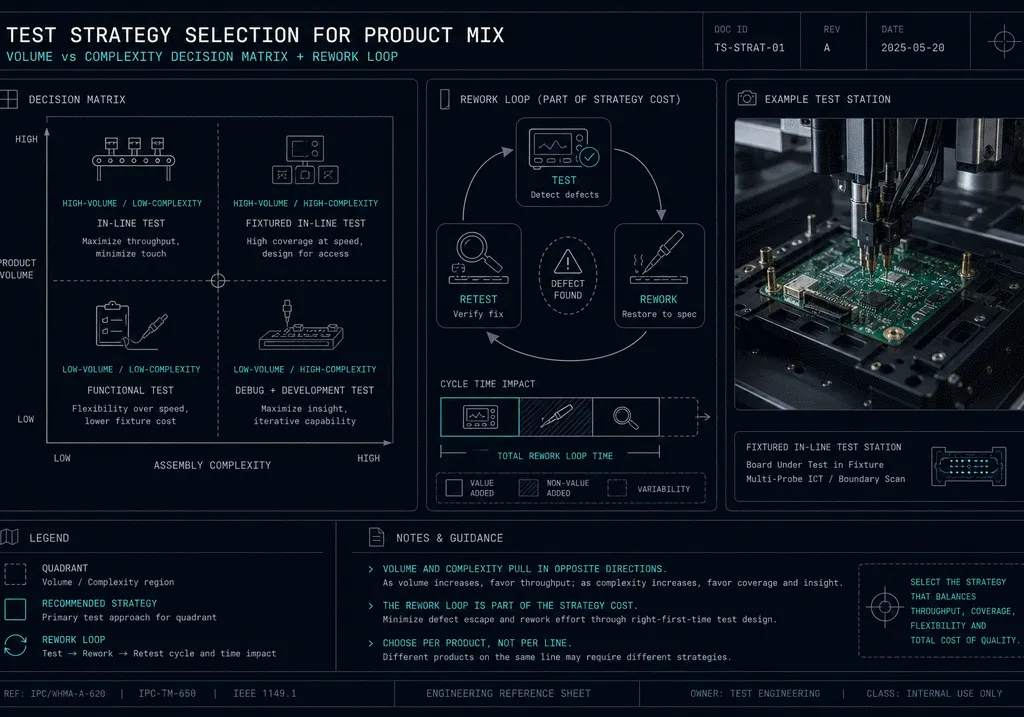 TEST STRATEGY SELECTION FOR PRODUCT MIX
VOLUME vs COMPLEXITY DECISION MATRIX + REWORK LOOP
DOC ID
TS-STRAT-01
REV
A
DATE
2025-05-20
DECISION MATRIX
HIGH
PRODUCT
VOLUME
LOW
HIGH-VOLUME / LOW-COMPLEXITY
IN-LINE TEST
Maximize throughput,
minimize touch
HIGH-VOLUME / HIGH-COMPLEXITY
FIXTURED IN-LINE TEST
High coverage at speed,
design for access
LOW-VOLUME / LOW-COMPLEXITY
FUNCTIONAL TEST
Flexibility over speed,
lower fixture cost
LOW-VOLUME / HIGH-COMPLEXITY
DEBUG + DEVELOPMENT TEST
Maximize insight,
iterative capability
LOW
ASSEMBLY COMPLEXITY
HIGH
REWORK LOOP (PART OF STRATEGY COST)
TEST
Detect defects
RETEST
Verify fix
DEFECT
FOUND
REWORK
Restore to spec
CYCLE TIME IMPACT
TOTAL REWORK LOOP TIME
VALUE
ADDED
NON-VALUE
ADDED
VARIABILITY
EXAMPLE TEST STATION
FIXTURED IN-LINE TEST STATION
Board Under Test in Fixture
Multi-Probe ICT / Boundary Scan
LEGEND
QUADRANT
Volume / Complexity region
RECOMMENDED STRATEGY
Primary test approach for quadrant
REWORK LOOP
Test → Rework → Retest cycle and time impact
NOTES & GUIDANCE
> VOLUME AND COMPLEXITY PULL IN OPPOSITE DIRECTIONS.
As volume increases, favor throughput; as complexity increases, favor coverage and insight.
> THE REWORK LOOP IS PART OF THE STRATEGY COST.
Minimize defect escape and rework effort through right-first-time test design.
> CHOOSE PER PRODUCT, NOT PER LINE.
Different products on the same line may require different strategies.
SELECT THE STRATEGY
THAT BALANCES
THROUGHPUT, COVERAGE,
FLEXIBILITY AND
TOTAL COST OF QUALITY.
REF: IPC/WHMA-A-620 | IPC-TM-650 | IEEE 1149.1
ENGINEERING REFERENCE SHEET
OWNER: TEST ENGINEERING | CLASS: INTERNAL USE ONLY